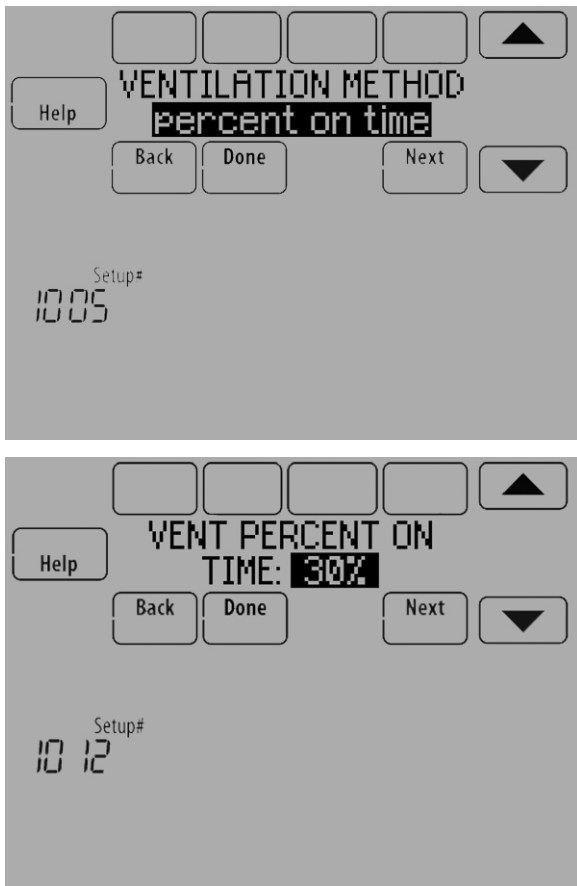 VENTILATION METHOD
Help
percent on time
Back Done Next
Setup#
1005
VENT PERCENT ON
Help
TIME: 30%
Back Done Next
Setup#
1012